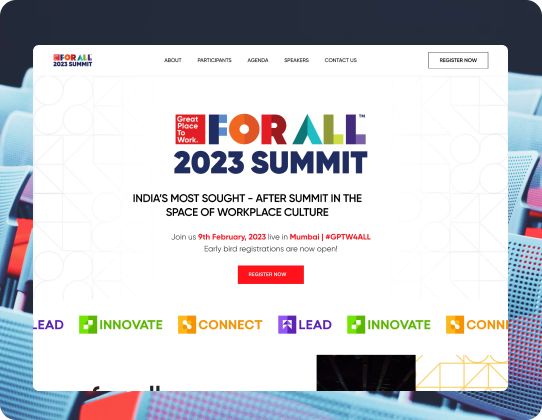 FOR ALL
2023 SUMMIT
ABOUT PARTICIPANTS AGENDA SPEAKERS CONTACT US REGISTER NOW
Great
Place
To
Work.
FOR ALL™
2023 SUMMIT
INDIA'S MOST SOUGHT - AFTER SUMMIT IN THE
SPACE OF WORKPLACE CULTURE
Join us 9th February, 2023 live in Mumbai | #GPTW4ALL
Early bird registrations are now open!
REGISTER NOW
LEAD INNOVATE CONNECT LEAD INNOVATE CONN